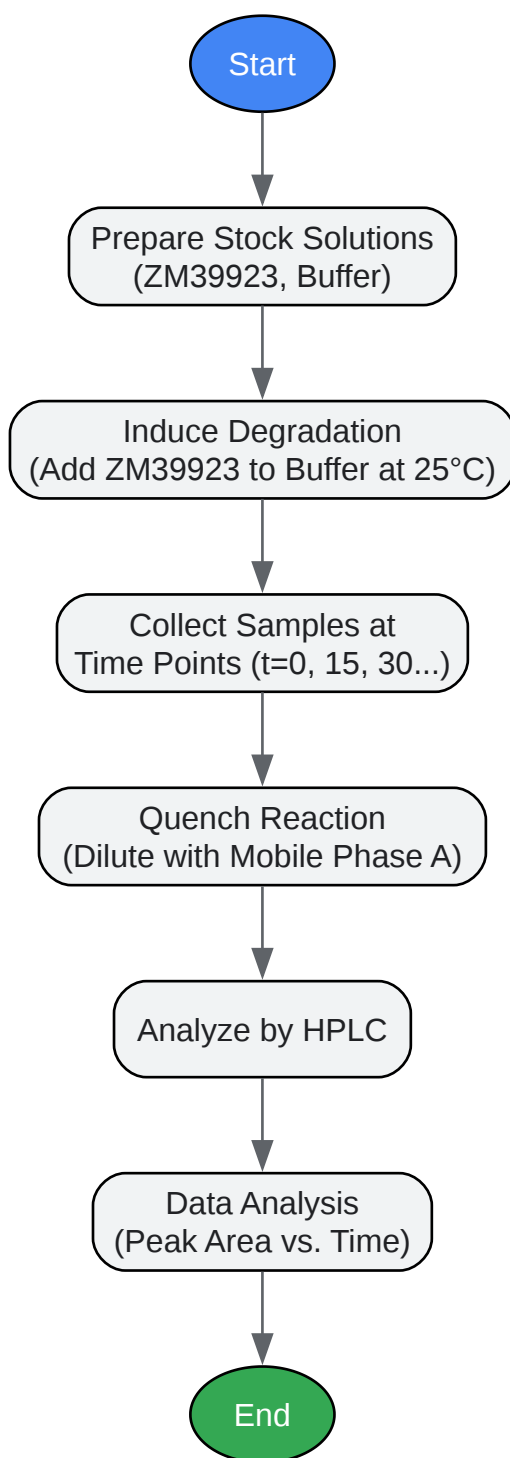 Start
Prepare Stock Solutions
(ZM39923, Buffer)
Induce Degradation
(Add ZM39923 to Buffer at 25°C)
Collect Samples at
Time Points (t=0, 15, 30...)
Quench Reaction
(Dilute with Mobile Phase A)
Analyze by HPLC
Data Analysis
(Peak Area vs. Time)
End